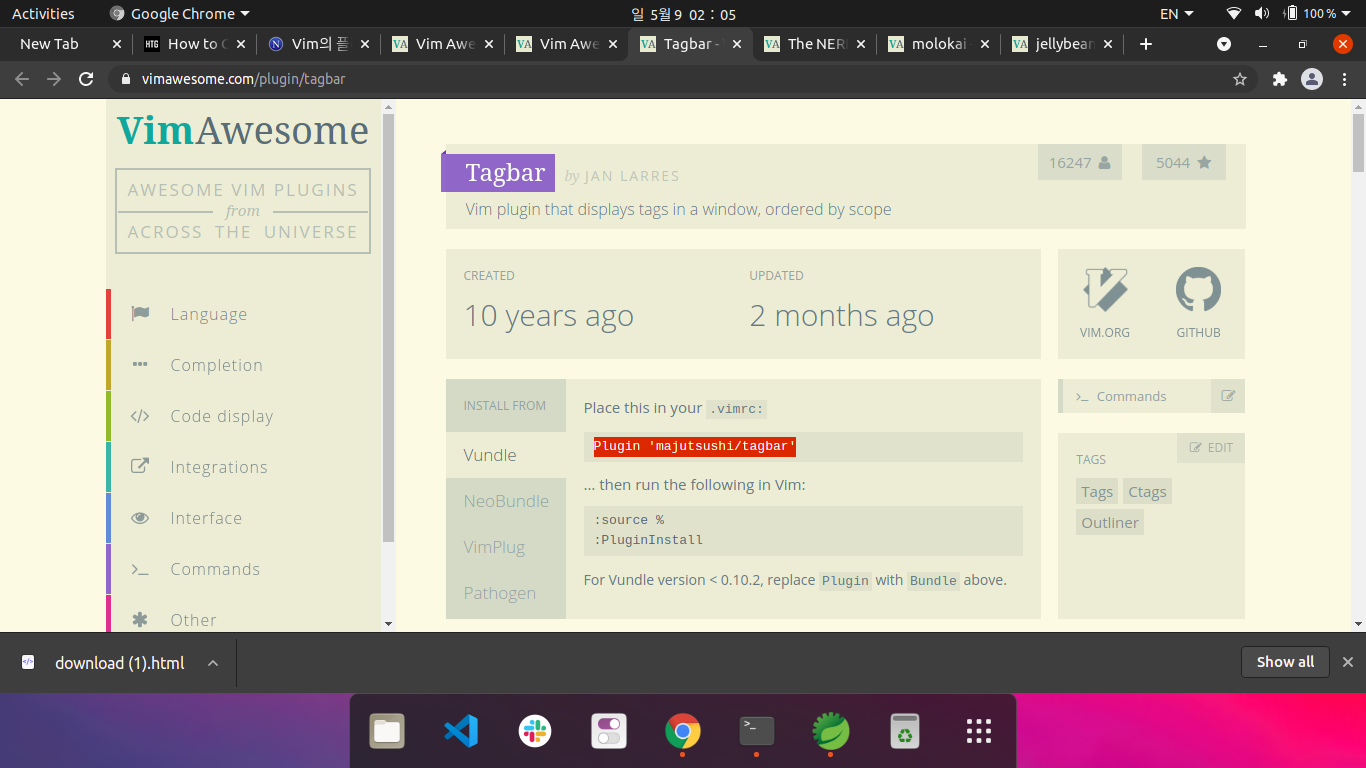 Activities
Google Chrome
일 5월 9 02 : 05
EN
100 %
New Tab
How to
Vim의 플
Vim Awe
Vim Awe
Tagbar -
The NER
molokai
jellybean
vimawesome.com/plugin/tagbar
VimAwesome
AWESOME VIM PLUGINS
from
ACROSS THE UNIVERSE
Language
Completion
Code display
Integrations
Interface
Commands
Other
Tagbar by JAN LARRES
16247
5044
Vim plugin that displays tags in a window, ordered by scope
CREATED
10 years ago
UPDATED
2 months ago
VIM.ORG
GITHUB
INSTALL FROM
Vundle
NeoBundle
VimPlug
Pathogen
Place this in your .vimrc:
Plugin 'majutsushi/tagbar'
... then run the following in Vim:
:source %
:PluginInstall
For Vundle version < 0.10.2, replace Plugin with Bundle above.
Commands
EDIT
TAGS
Tags Ctags
Outliner
download (1).html
Show all